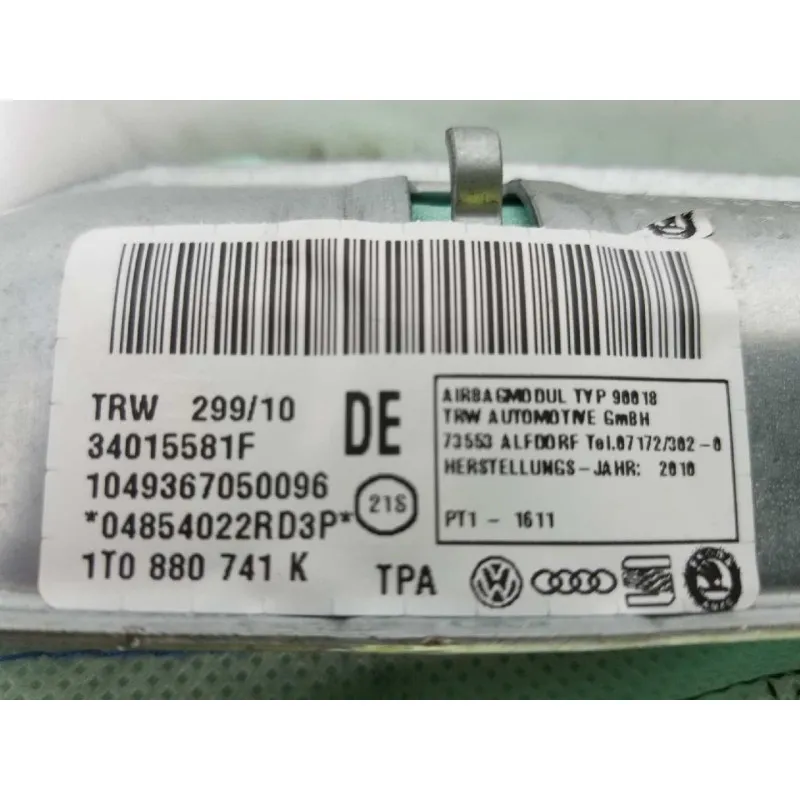 TRW 299/10
34015581F
1049367050096
*04854022RD3P*
1T0 880 741 K
DE
21S
TPA
AIRBAGMODUL TYP 90018
TRW AUTOMOTIVE GmBH
73553 ALFDORF Tel.07172/302-0
HERSTELLUNGS-JAHR: 2010
PT1 - 1611